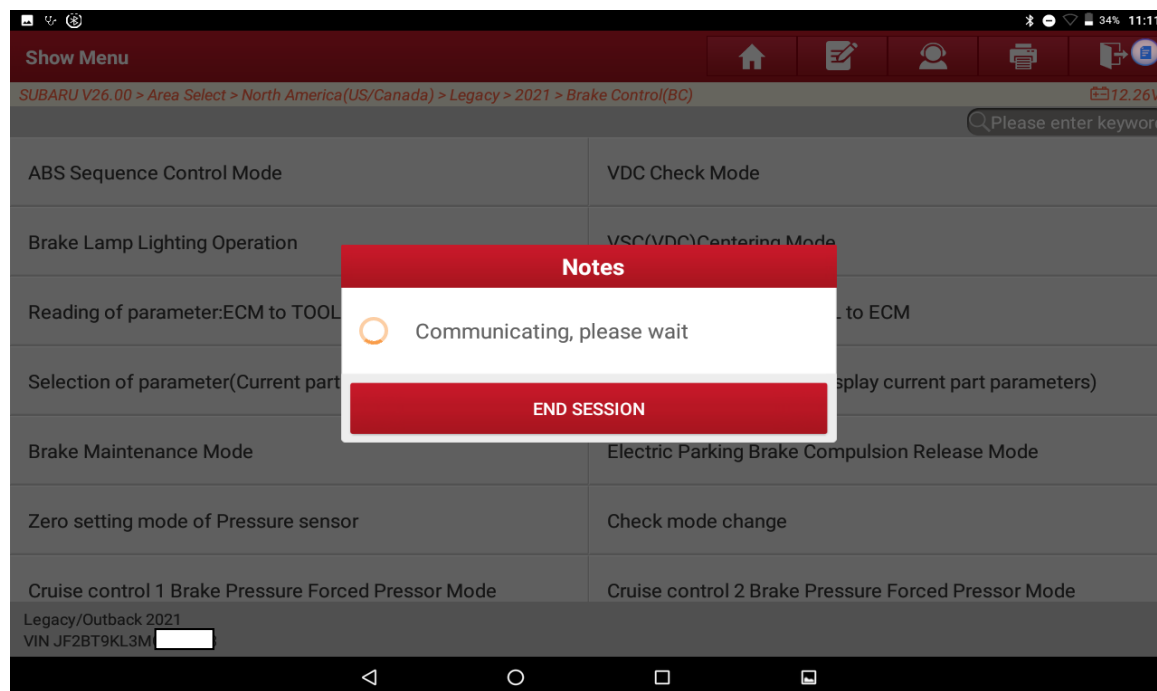 34% 11:11
Show Menu
SUBARU V26.00 > Area Select > North America(US/Canada) > Legacy > 2021 > Brake Control(BC)
12.26V
Please enter keyword
ABS Sequence Control Mode
VDC Check Mode
Brake Lamp Lighting Operation
VSC(VDC)Centering Mode
Reading of parameter:ECM to TOOL
to ECM
Selection of parameter(Current part
splay current part parameters)
Notes
Communicating, please wait
END SESSION
Brake Maintenance Mode
Electric Parking Brake Compulsion Release Mode
Zero setting mode of Pressure sensor
Check mode change
Cruise control 1 Brake Pressure Forced Pressor Mode
Cruise control 2 Brake Pressure Forced Pressor Mode
Legacy/Outback 2021
VIN JF2BT9KL3M